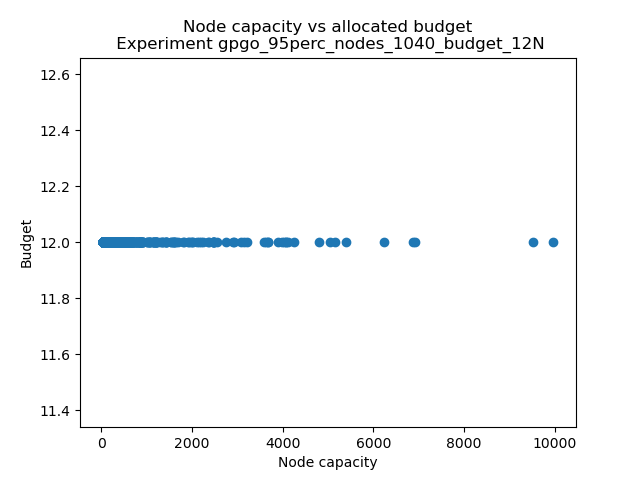 Node capacity vs allocated budget
Experiment gpgo_95perc_nodes_1040_budget_12N
12.6
12.4
12.2
12.0
11.8
11.6
11.4
Budget
0 2000 4000 6000 8000 10000
Node capacity